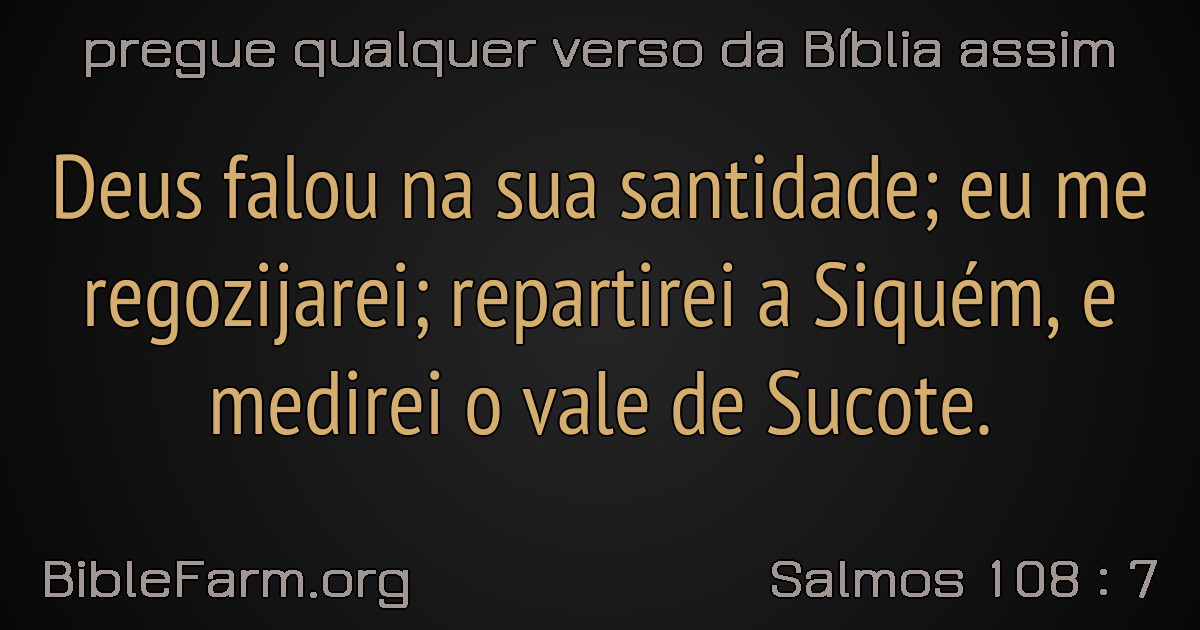 pregue qualquer verso da Bíblia assim
Deus falou na sua santidade; eu me
regozijarei; repartirei a Siquém, e
medirei o vale de Sucote.
BibleFarm.org
Salmos 108 : 7